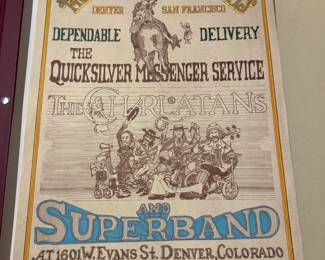 DENVER SAN FRANCISCO
DEPENDABLE DELIVERY
THE
QUICKSILVER MESSENGER SERVICE
THE CHARLATANS
AND
SUPERBAND
AT 1601 W. EVANS ST. DENVER, COLORADO